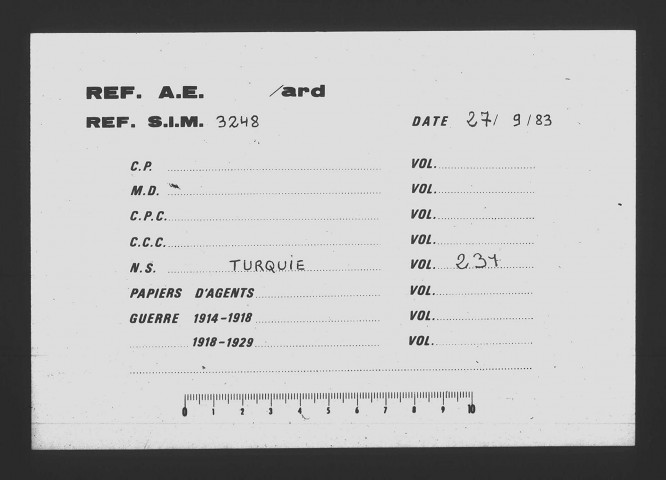 REF. A.E. /ard
REF. S.I.M. 3248 DATE 27/ 9/83
C.P. VOL.
M.D. VOL.
C.P.C. VOL.
C.C.C. VOL.
N.S. TURQUIE VOL. 237
PAPIERS D'AGENTS VOL.
GUERRE 1914-1918 VOL.
1918-1929 VOL.
0 1 2 3 4 5 6 7 8 9 10